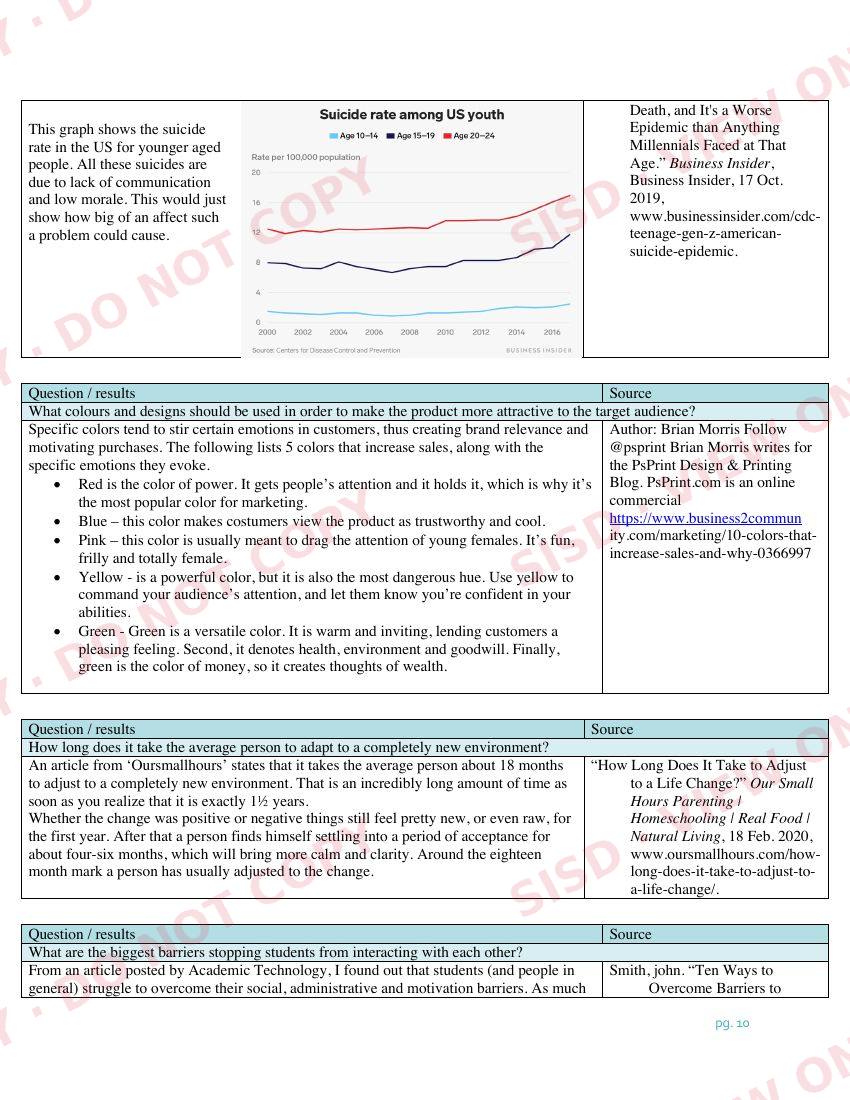 This graph shows the suicide
rate in the US for younger aged
people. All these suicides are
due to lack of communication
and low morale. This would just
show how big of an affect such
a problem could cause.
Suicide rate among US youth
Age 10–14 Age 15–19 Age 20–24
Rate per 100,000 population
20
16
12
8
4
0
2000 2002 2004 2006 2008 2010 2012 2014 2016
Source: Centers for Disease Control and Prevention BUSINESS INSIDER
Death, and It's a Worse
Epidemic than Anything
Millennials Faced at That
Age.” Business Insider,
Business Insider, 17 Oct.
2019,
www.businessinsider.com/cdc-
teenage-gen-z-american-
suicide-epidemic.
Question / results Source
What colours and designs should be used in order to make the product more attractive to the target audience?
Specific colors tend to stir certain emotions in customers, thus creating brand relevance and
motivating purchases. The following lists 5 colors that increase sales, along with the
specific emotions they evoke.
• Red is the color of power. It gets people’s attention and it holds it, which is why it’s
the most popular color for marketing.
• Blue – this color makes costumers view the product as trustworthy and cool.
• Pink – this color is usually meant to drag the attention of young females. It’s fun,
frilly and totally female.
• Yellow - is a powerful color, but it is also the most dangerous hue. Use yellow to
command your audience’s attention, and let them know you’re confident in your
abilities.
• Green - Green is a versatile color. It is warm and inviting, lending customers a
pleasing feeling. Second, it denotes health, environment and goodwill. Finally,
green is the color of money, so it creates thoughts of wealth.
Author: Brian Morris Follow
@psprint Brian Morris writes for
the PsPrint Design & Printing
Blog. PsPrint.com is an online
commercial
https://www.business2commun
ity.com/marketing/10-colors-that-
increase-sales-and-why-0366997
Question / results Source
How long does it take the average person to adapt to a completely new environment?
An article from ‘Oursmallhours’ states that it takes the average person about 18 months
to adjust to a completely new environment. That is an incredibly long amount of time as
soon as you realize that it is exactly 1½ years.
Whether the change was positive or negative things still feel pretty new, or even raw, for
the first year. After that a person finds himself settling into a period of acceptance for
about four-six months, which will bring more calm and clarity. Around the eighteen
month mark a person has usually adjusted to the change.
“How Long Does It Take to Adjust
to a Life Change?” Our Small
Hours Parenting |
Homeschooling | Real Food |
Natural Living, 18 Feb. 2020,
www.oursmallhours.com/how-
long-does-it-take-to-adjust-to-
a-life-change/.
Question / results Source
What are the biggest barriers stopping students from interacting with each other?
From an article posted by Academic Technology, I found out that students (and people in
general) struggle to overcome their social, administrative and motivation barriers. As much
Smith, john. “Ten Ways to
Overcome Barriers to
pg. 10
Y · DO NOT COPY
SISD - VIEW ON
Y · DO NOT COPY
SISD - VIEW ON
Y · DO NOT COPY
SISD - VIEW ON